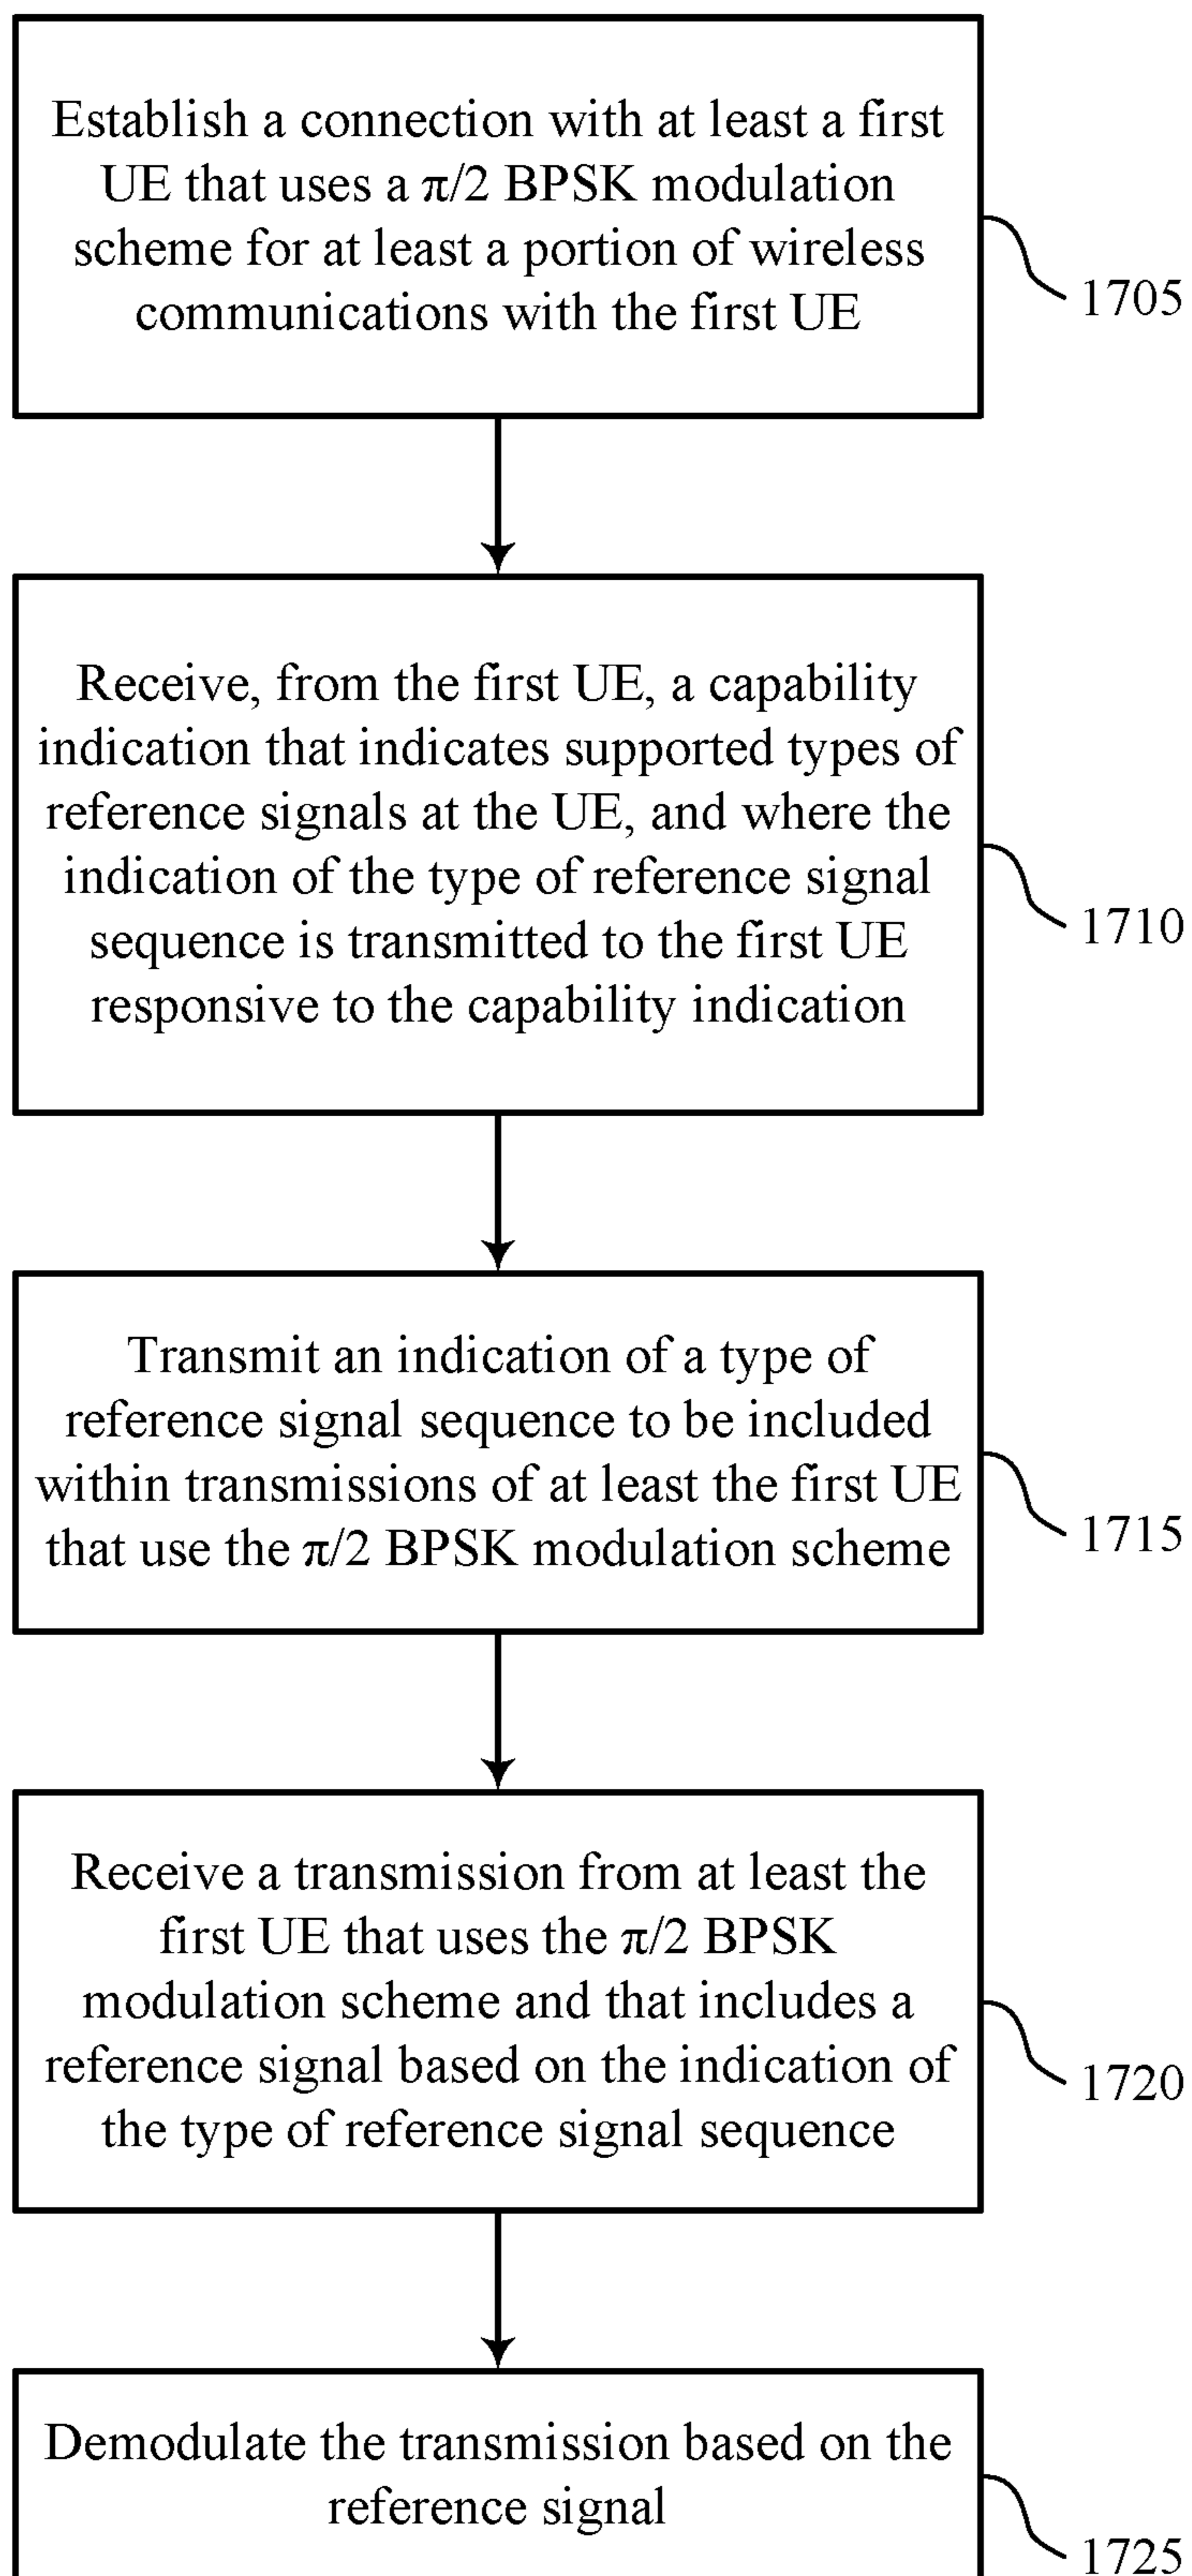 Establish a connection with at least a first
UE that uses a π/2 BPSK modulation
scheme for at least a portion of wireless
communications with the first UE
1705
Receive, from the first UE, a capability
indication that indicates supported types of
reference signals at the UE, and where the
indication of the type of reference signal
sequence is transmitted to the first UE
responsive to the capability indication
1710
Transmit an indication of a type of
reference signal sequence to be included
within transmissions of at least the first UE
that use the π/2 BPSK modulation scheme
1715
Receive a transmission from at least the
first UE that uses the π/2 BPSK
modulation scheme and that includes a
reference signal based on the indication of
the type of reference signal sequence
1720
Demodulate the transmission based on the
reference signal
1725